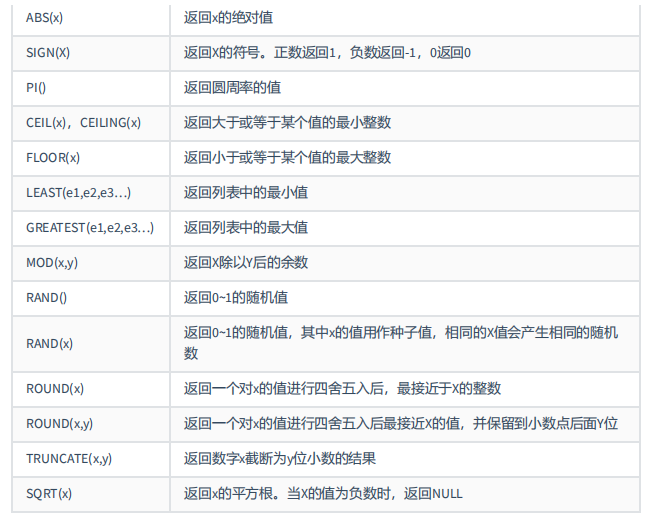 ABS(x) 返回x的绝对值
SIGN(X) 返回X的符号。正数返回1，负数返回-1，0返回0
PI() 返回圆周率的值
CEIL(x)，CEILING(x) 返回大于或等于某个值的最小整数
FLOOR(x) 返回小于或等于某个值的最大整数
LEAST(e1,e2,e3…) 返回列表中的最小值
GREATEST(e1,e2,e3…) 返回列表中的最大值
MOD(x,y) 返回X除以Y后的余数
RAND() 返回0~1的随机值
RAND(x) 返回0~1的随机值，其中x的值用作种子值，相同的X值会产生相同的随机
数
ROUND(x) 返回一个对x的值进行四舍五入后，最接近于X的整数
ROUND(x,y) 返回一个对x的值进行四舍五入后最接近X的值，并保留到小数点后面Y位
TRUNCATE(x,y) 返回数字x截断为y位小数的结果
SQRT(x) 返回x的平方根。当X的值为负数时，返回NULL